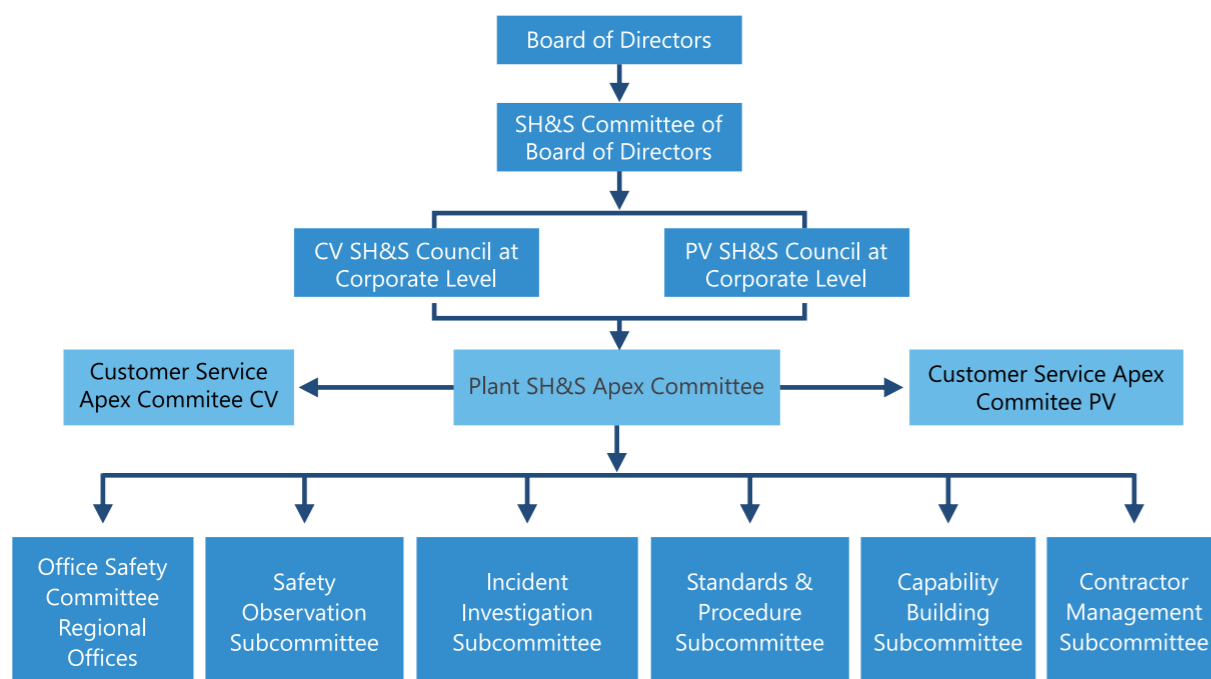 Board of Directors
SH&S Committee of
Board of Directors
CV SH&S Council at
Corporate Level
PV SH&S Council at
Corporate Level
Customer Service
Apex Commitee CV
Plant SH&S Apex Committee
Customer Service Apex
Commitee PV
Office Safety
Committee
Regional
Offices
Safety
Observation
Subcommittee
Incident
Investigation
Subcommittee
Standards &
Procedure
Subcommittee
Capability
Building
Subcommittee
Contractor
Management
Subcommittee